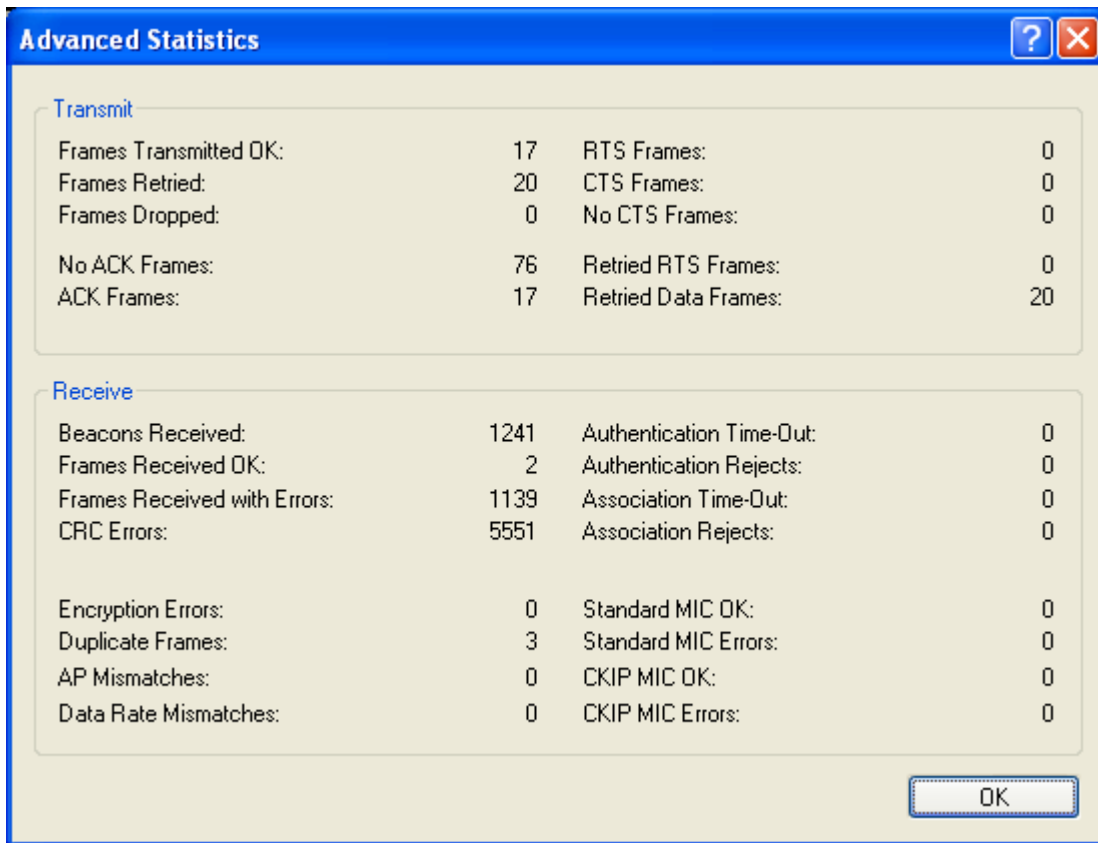 Advanced Statistics
Transmit
Frames Transmitted OK: 17 RTS Frames: 0
Frames Retried: 20 CTS Frames: 0
Frames Dropped: 0 No CTS Frames: 0
No ACK Frames: 76 Retried RTS Frames: 0
ACK Frames: 17 Retried Data Frames: 20
Receive
Beacons Received: 1241 Authentication Time-Out: 0
Frames Received OK: 2 Authentication Rejects: 0
Frames Received with Errors: 1139 Association Time-Out: 0
CRC Errors: 5551 Association Rejects: 0
Encryption Errors: 0 Standard MIC OK: 0
Duplicate Frames: 3 Standard MIC Errors: 0
AP Mismatches: 0 CKIP MIC OK: 0
Data Rate Mismatches: 0 CKIP MIC Errors: 0
OK